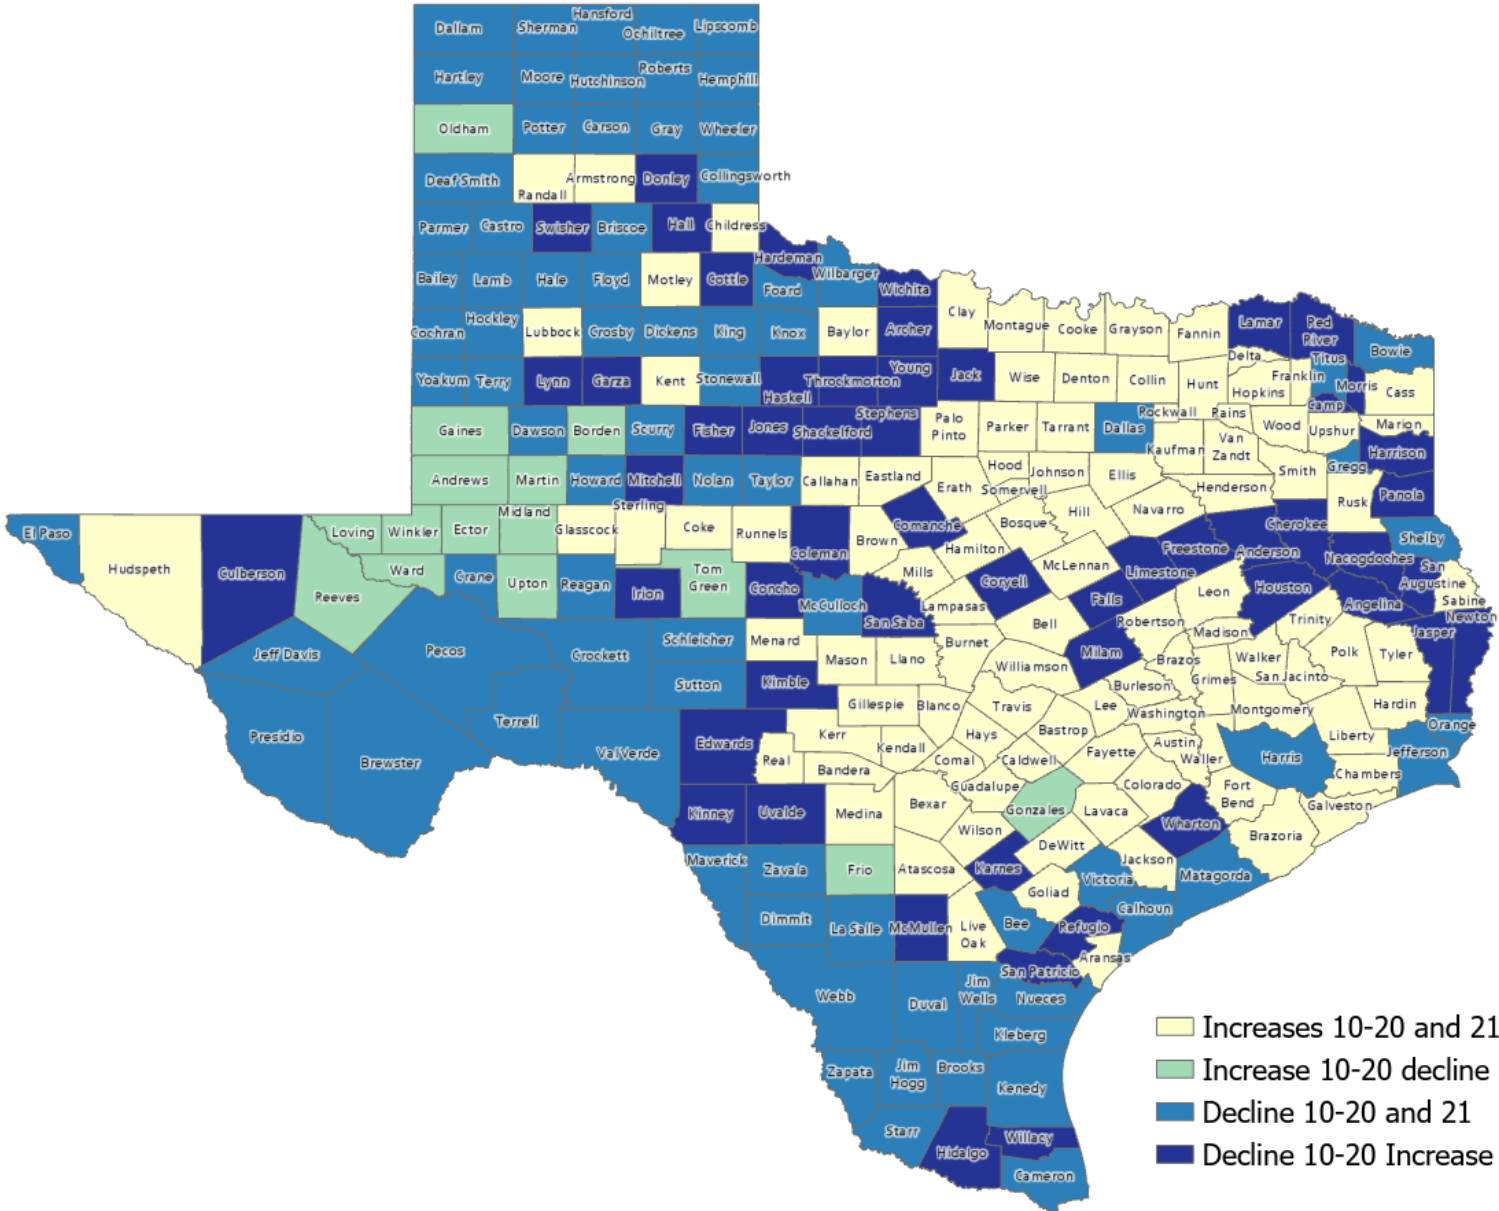 Dallam
Sherman
Hansford
Ochiltree
Lipscomb
Hartley
Moore
Hutchinson
Roberts
Hemphill
Oldham
Potter
Carson
Gray
Wheeler
Deaf Smith
Randall
Armstrong
Donley
Collingsworth
Parmer
Castro
Swisher
Briscoe
Hall
Childress
Hardeman
Bailey
Lamb
Hale
Floyd
Motley
Cottle
Foard
Wilbarger
Wichita
Cochran
Hockley
Lubbock
Crosby
Dickens
King
Knox
Baylor
Archer
Clay
Montague
Cooke
Grayson
Fannin
Lamar
Red
River
Bowie
Yoakum
Terry
Lynn
Garza
Kent
Stonewall
Haskell
Throckmorton
Young
Jack
Wise
Denton
Collin
Hunt
Delta
Hopkins
Franklin
Titus
Morris
Cass
Camp
Gaines
Dawson
Borden
Scurry
Fisher
Jones
Shackelford
Stephens
Palo
Pinto
Parker
Tarrant
Dallas
Rockwall
Rains
Kaufman
Van
Zandt
Wood
Upshur
Marion
Harrison
Gregg
Andrews
Martin
Howard
Mitchell
Nolan
Taylor
Callahan
Eastland
Erath
Hood
Somervell
Johnson
Ellis
Henderson
Smith
Rusk
Panola
El Paso
Hudspeth
Culberson
Loving
Winkler
Ector
Midland
Glasscock
Sterling
Coke
Runnels
Coleman
Brown
Comanche
Hamilton
Bosque
Hill
Navarro
Freestone
Anderson
Cherokee
Nacogdoches
Shelby
San
Augustine
Sabine
Reeves
Ward
Crane
Upton
Reagan
Irion
Tom
Green
Concho
McCulloch
San Saba
Mills
Lampasas
Coryell
McLennan
Limestone
Falls
Leon
Houston
Angelina
Trinity
Jeff Davis
Pecos
Crockett
Schleicher
Menard
Mason
Llano
Burnet
Bell
Milam
Robertson
Madison
Walker
Polk
Tyler
Jasper
Newton
Sutton
Kimble
Gillespie
Blanco
Williamson
Travis
Lee
Burleson
Brazos
Grimes
San Jacinto
Montgomery
Washington
Hardin
Liberty
Orange
Jefferson
Presidio
Brewster
Terrell
Val Verde
Edwards
Real
Kerr
Kendall
Bandera
Comal
Hays
Caldwell
Bastrop
Fayette
Austin
Waller
Harris
Chambers
Kinney
Uvalde
Medina
Bexar
Guadalupe
Gonzales
Lavaca
Colorado
Wharton
Fort
Bend
Brazoria
Galveston
Maverick
Zavala
Frio
Atascosa
Wilson
Karnes
DeWitt
Jackson
Matagorda
Victoria
Goliad
Calhoun
Dimmit
La Salle
McMullen
Live
Oak
Bee
Refugio
Aransas
San Patricio
Webb
Duval
Jim
Wells
Nueces
Kleberg
Zapata
Jim
Hogg
Brooks
Kenedy
Starr
Hidalgo
Willacy
Cameron
Increases 10-20 and 21
Increase 10-20 decline
Decline 10-20 and 21
Decline 10-20 Increase